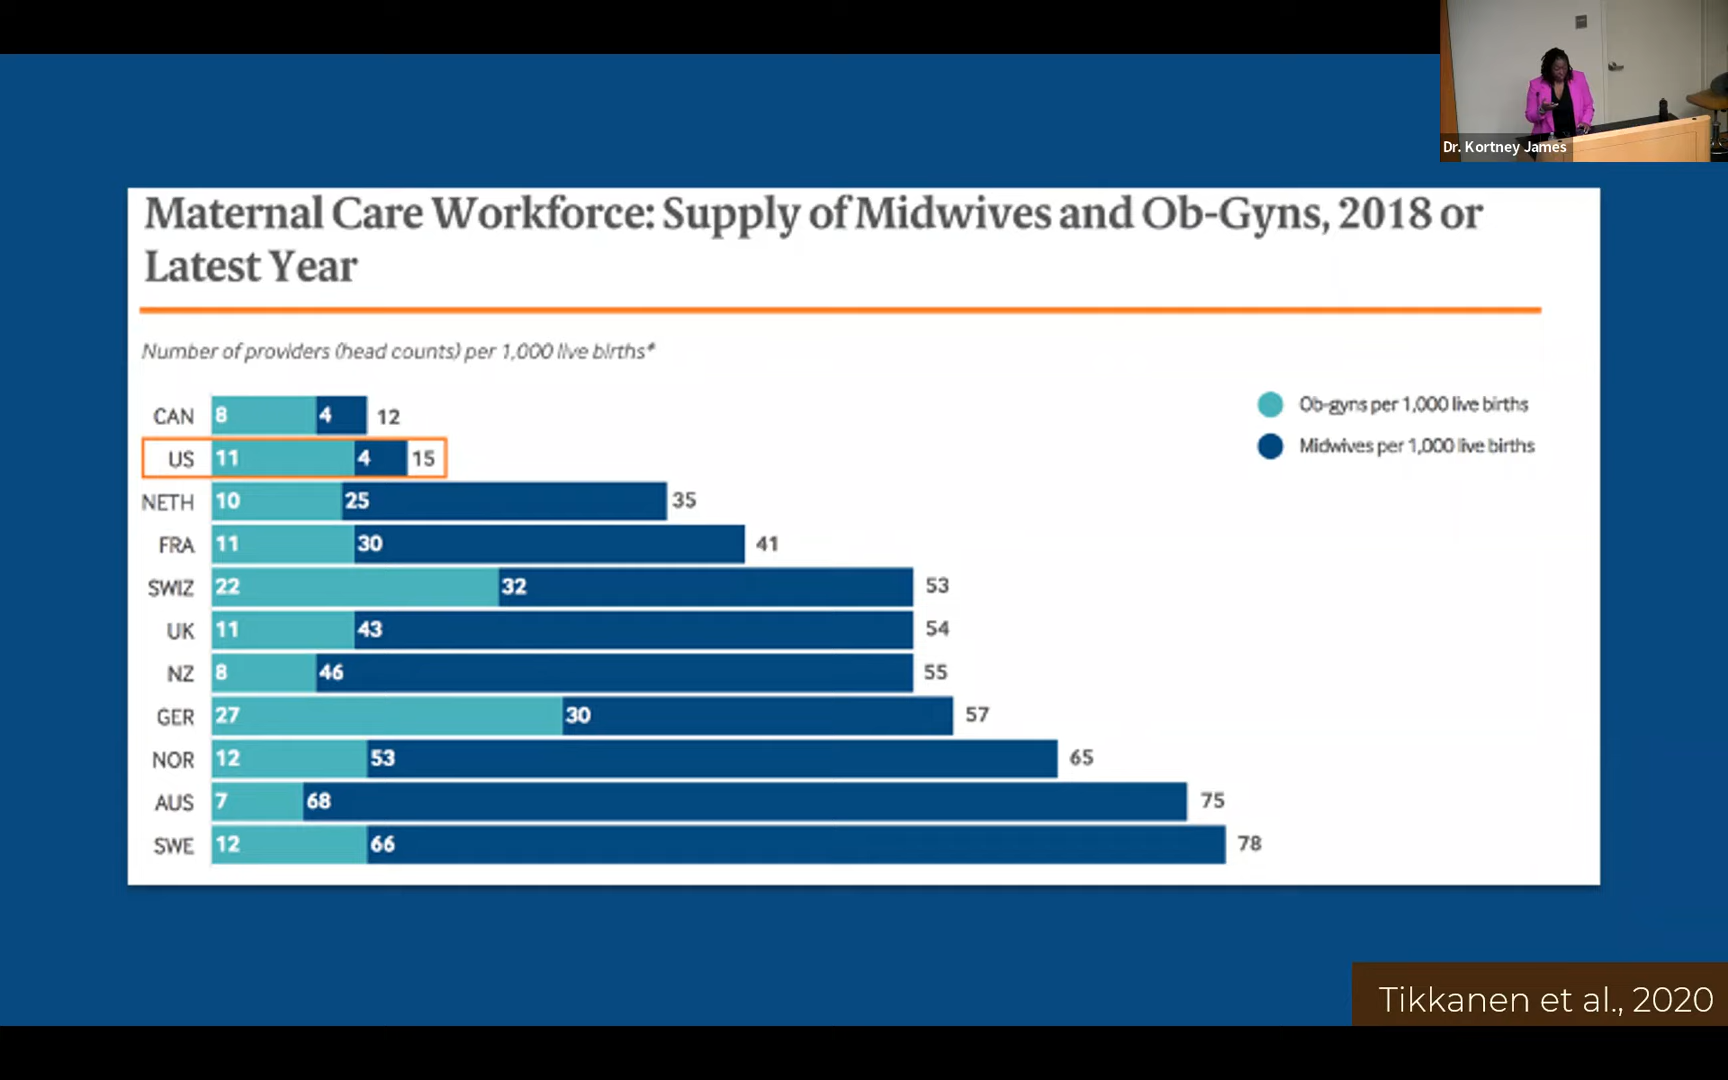 Dr. Kortney James
Maternal Care Workforce: Supply of Midwives and Ob-Gyns, 2018 or
Latest Year
Number of providers (head counts) per 1,000 live births*
Ob-gyns per 1,000 live births
Midwives per 1,000 live births
CAN 8 4 12
US 11 4 15
NETH 10 25 35
FRA 11 30 41
SWIZ 22 32 53
UK 11 43 54
NZ 8 46 55
GER 27 30 57
NOR 12 53 65
AUS 7 68 75
SWE 12 66 78
Tikkanen et al., 2020